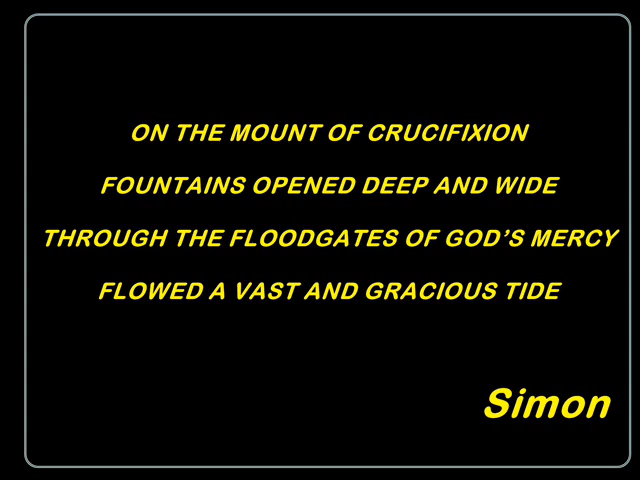 ON THE MOUNT OF CRUCIFIXION
FOUNTAINS OPENED DEEP AND WIDE
THROUGH THE FLOODGATES OF GOD’S MERCY
FLOWED A VAST AND GRACIOUS TIDE
Simon